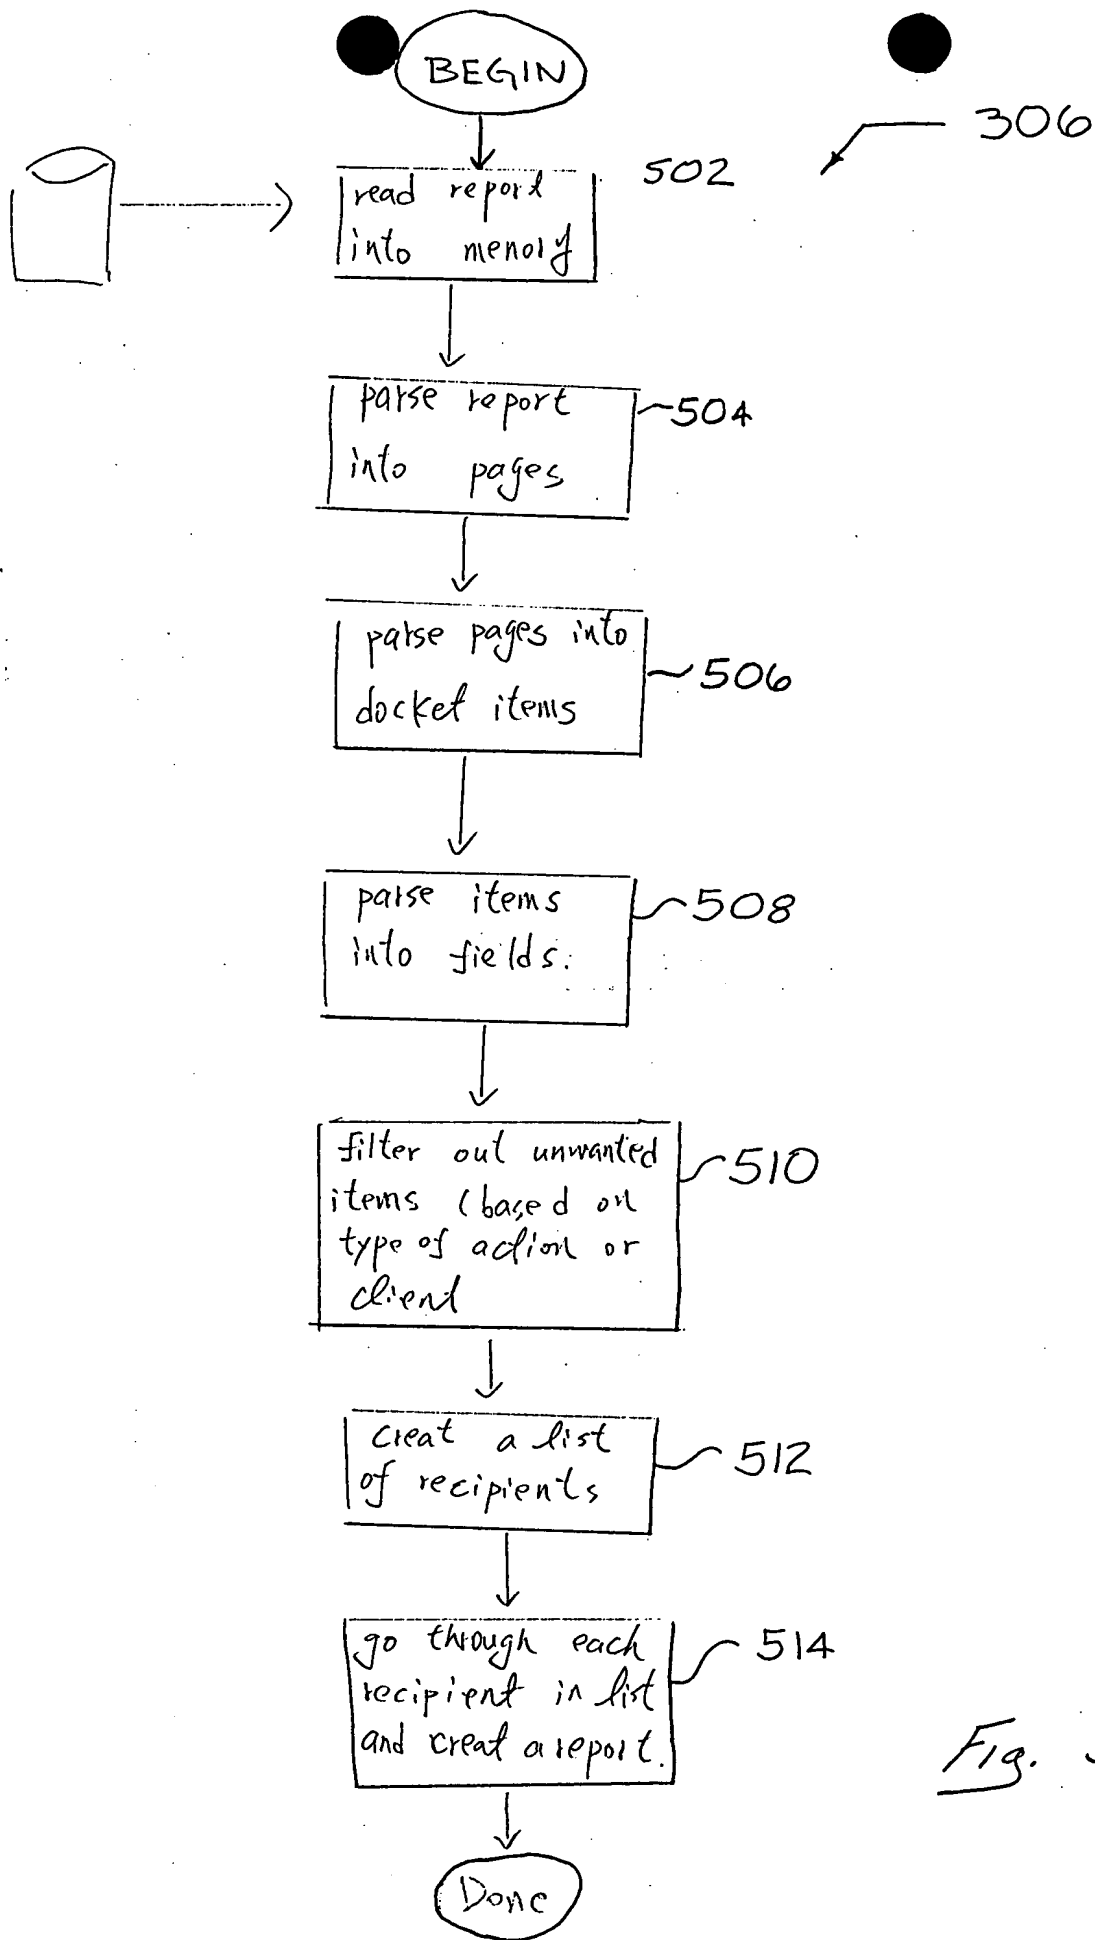 BEGIN
306
502
read report
into menory
parse report
into pages
504
parse pages into
docket items
506
parse items
into fields.
508
filter out unwanted
items (based on
type of action or
client
510
creat a list
of recipients
512
go through each
recipient in list
and creat a report.
514
Fig.
Done